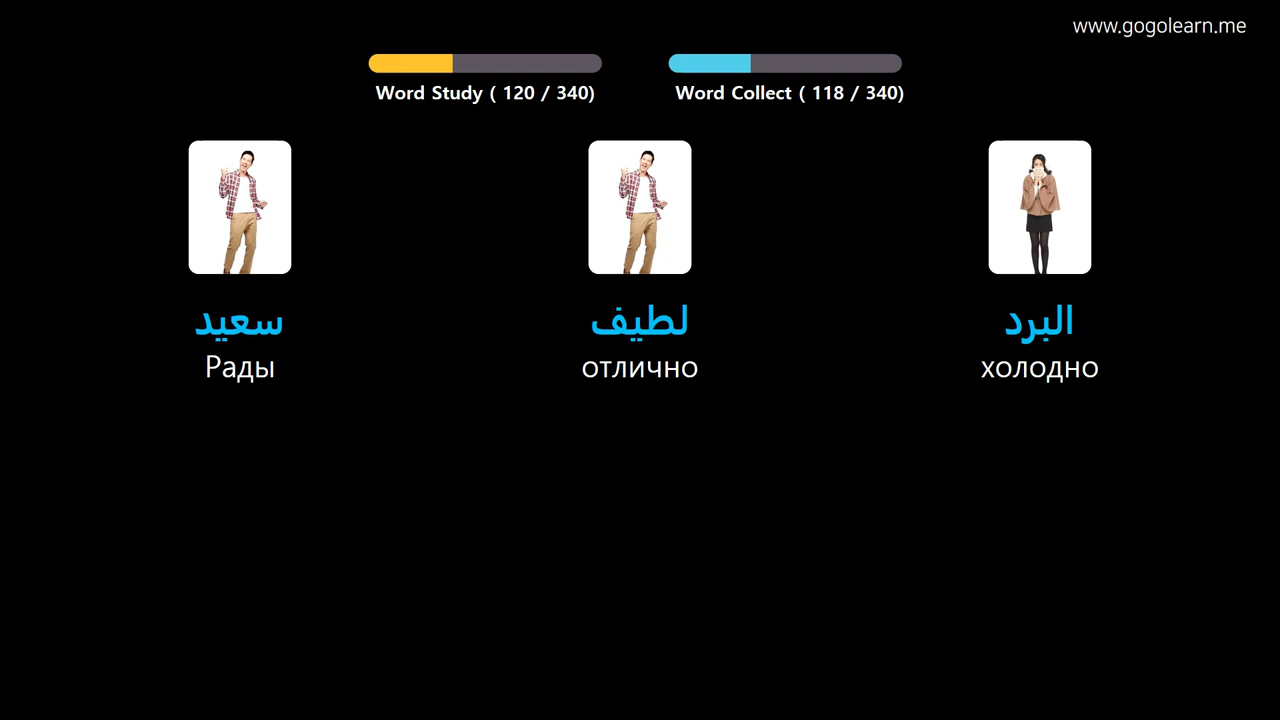 www.gogolearn.me
Word Study ( 120 / 340)
Word Collect ( 118 / 340)
سعيد
Рады
لطيف
отлично
البرد
холодно